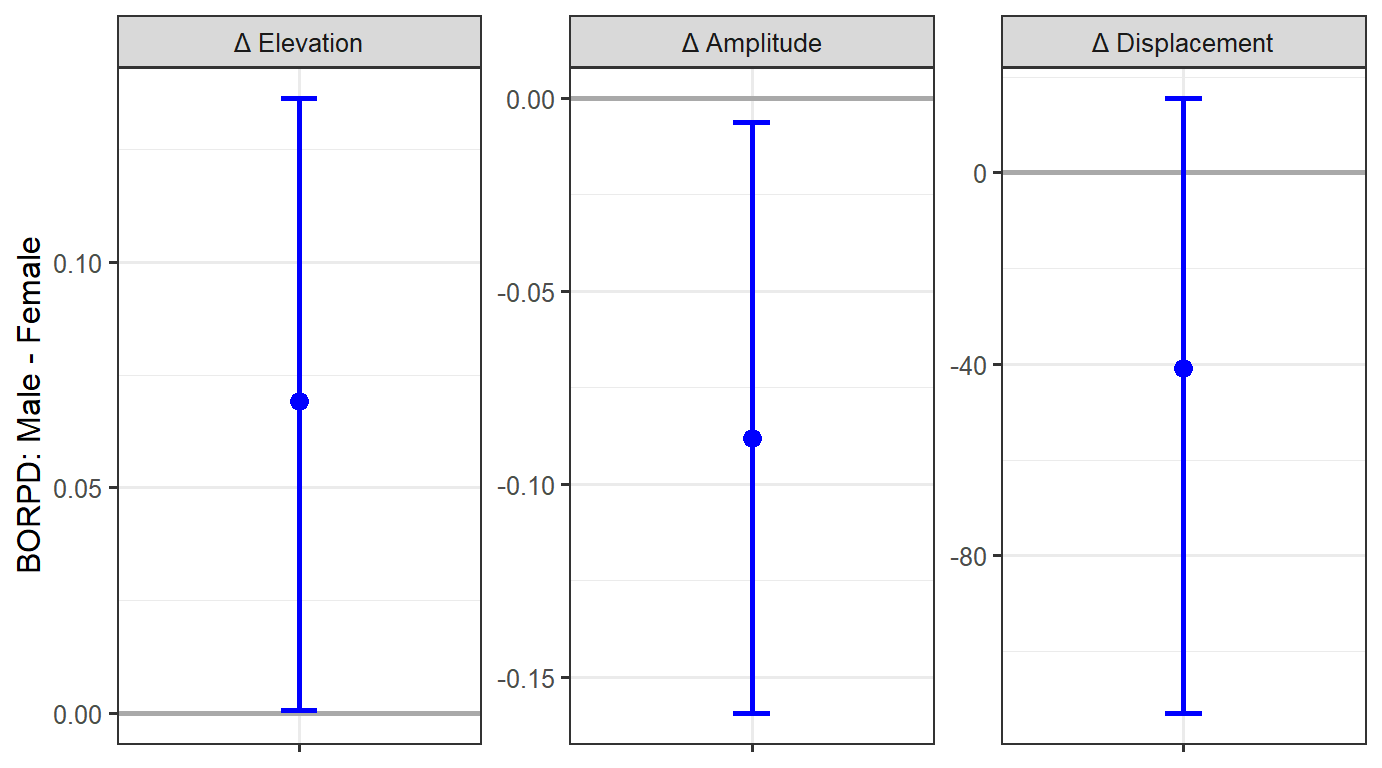 Δ Elevation
Δ Amplitude
Δ Displacement
BORPD: Male - Female
0.10
0.05
0.00
0.00
-0.05
-0.10
-0.15
0
-40
-80